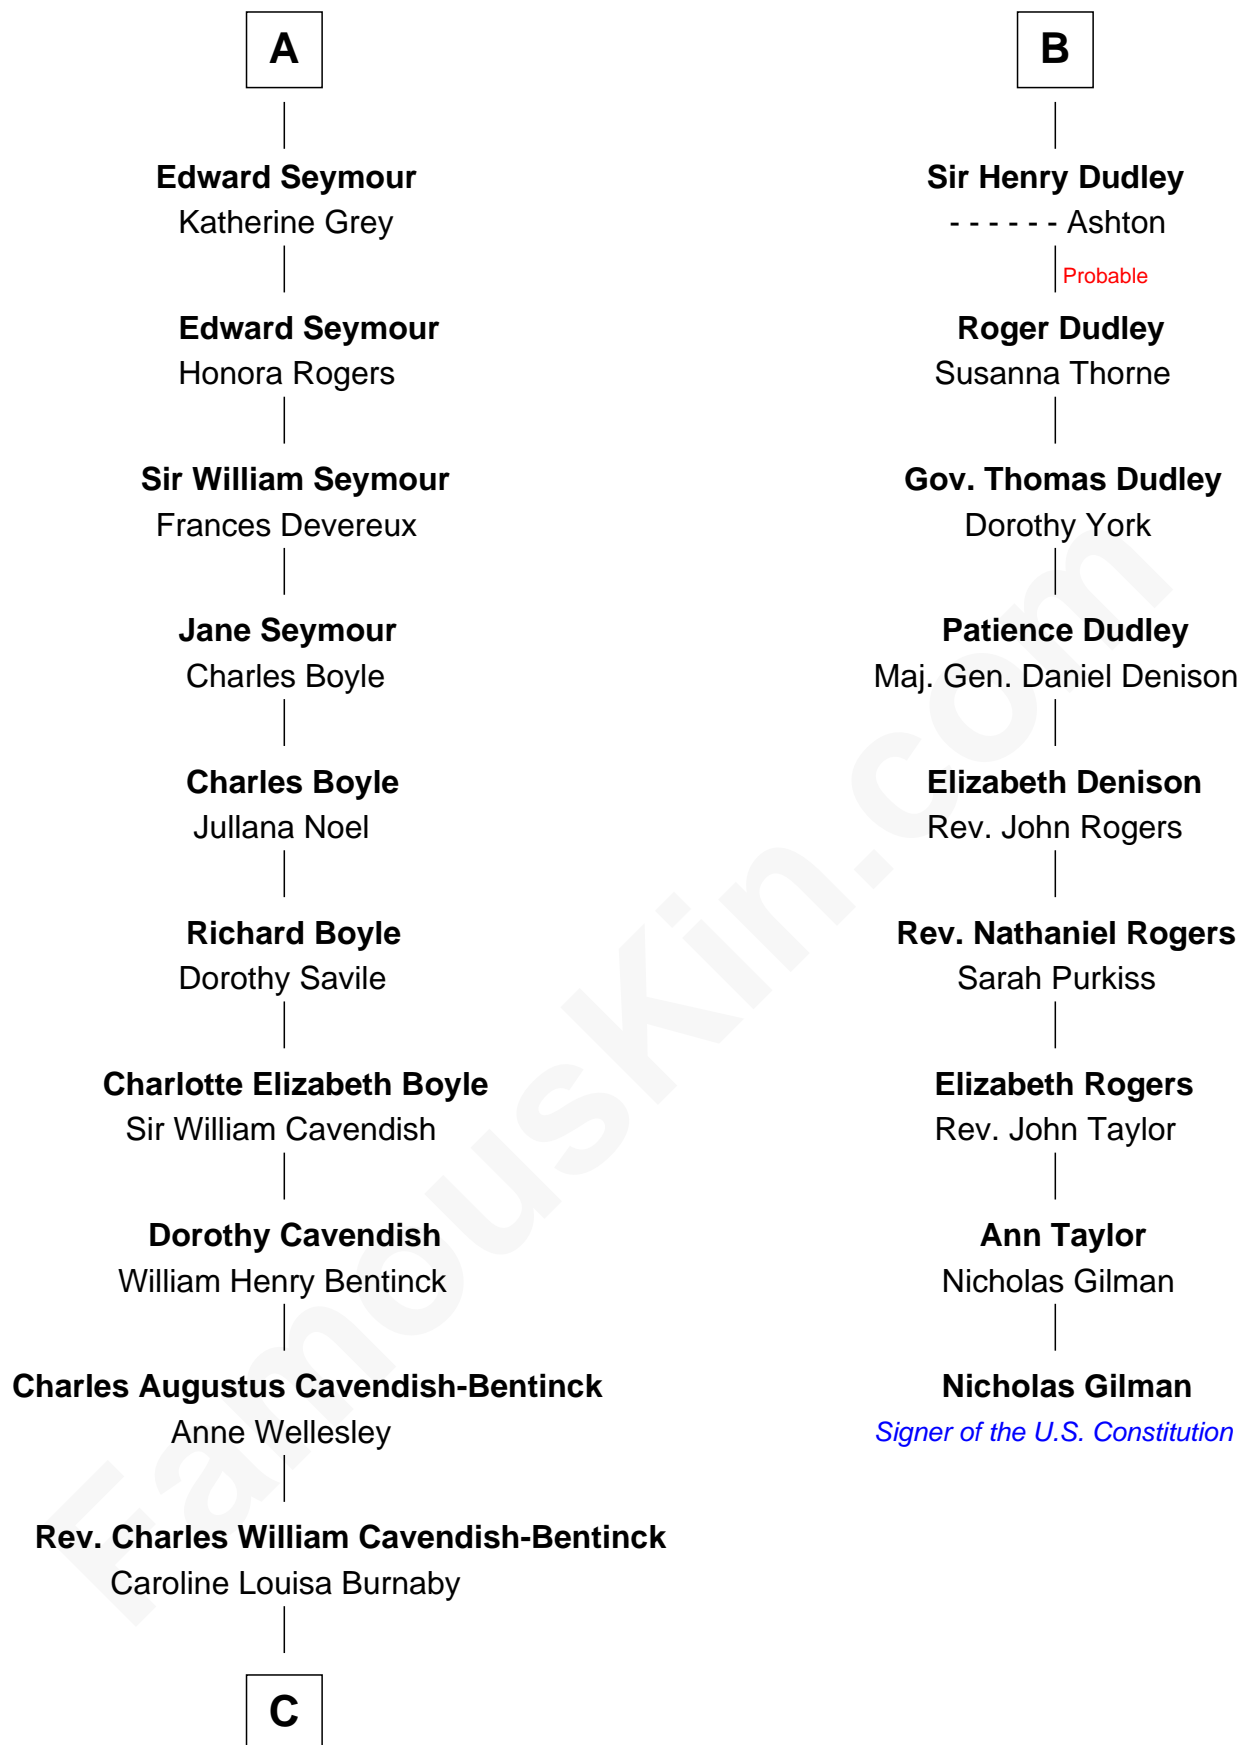 A
Edward Seymour
Katherine Grey
Edward Seymour
Honora Rogers
Sir William Seymour
Frances Devereux
Jane Seymour
Charles Boyle
Charles Boyle
Jullana Noel
Richard Boyle
Dorothy Savile
Charlotte Elizabeth Boyle
Sir William Cavendish
Dorothy Cavendish
William Henry Bentinck
Charles Augustus Cavendish-Bentinck
Anne Wellesley
Rev. Charles William Cavendish-Bentinck
Caroline Louisa Burnaby
C
B
Sir Henry Dudley
- - - - - - Ashton
Probable
Roger Dudley
Susanna Thorne
Gov. Thomas Dudley
Dorothy York
Patience Dudley
Maj. Gen. Daniel Denison
Elizabeth Denison
Rev. John Rogers
Rev. Nathaniel Rogers
Sarah Purkiss
Elizabeth Rogers
Rev. John Taylor
Ann Taylor
Nicholas Gilman
Nicholas Gilman
Signer of the U.S. Constitution
FamousKin.com